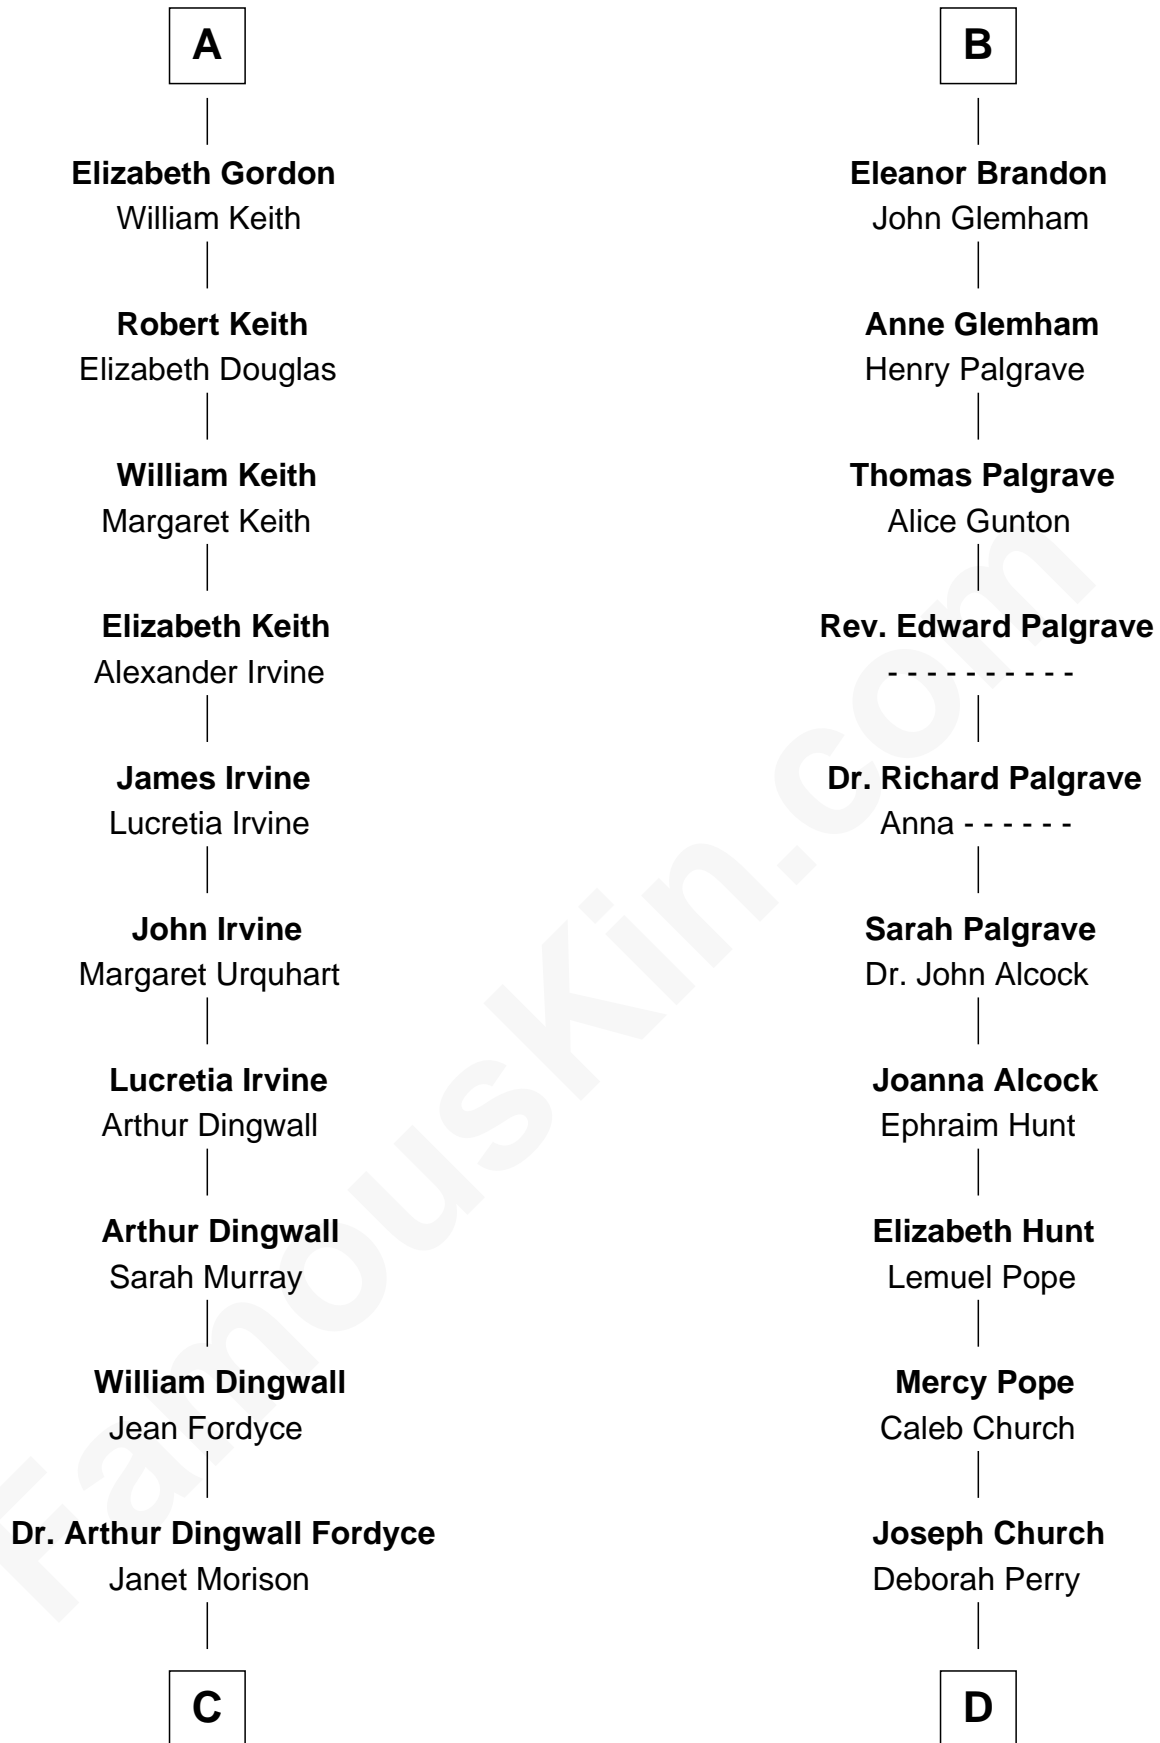 A
Elizabeth Gordon
William Keith
Robert Keith
Elizabeth Douglas
William Keith
Margaret Keith
Elizabeth Keith
Alexander Irvine
James Irvine
Lucretia Irvine
John Irvine
Margaret Urquhart
Lucretia Irvine
Arthur Dingwall
Arthur Dingwall
Sarah Murray
William Dingwall
Jean Fordyce
Dr. Arthur Dingwall Fordyce
Janet Morison
C
B
Eleanor Brandon
John Glemham
Anne Glemham
Henry Palgrave
Thomas Palgrave
Alice Gunton
Rev. Edward Palgrave
- - - - - - - - - -
Dr. Richard Palgrave
Anna - - - - - -
Sarah Palgrave
Dr. John Alcock
Joanna Alcock
Ephraim Hunt
Elizabeth Hunt
Lemuel Pope
Mercy Pope
Caleb Church
Joseph Church
Deborah Perry
D
FamousKin.com